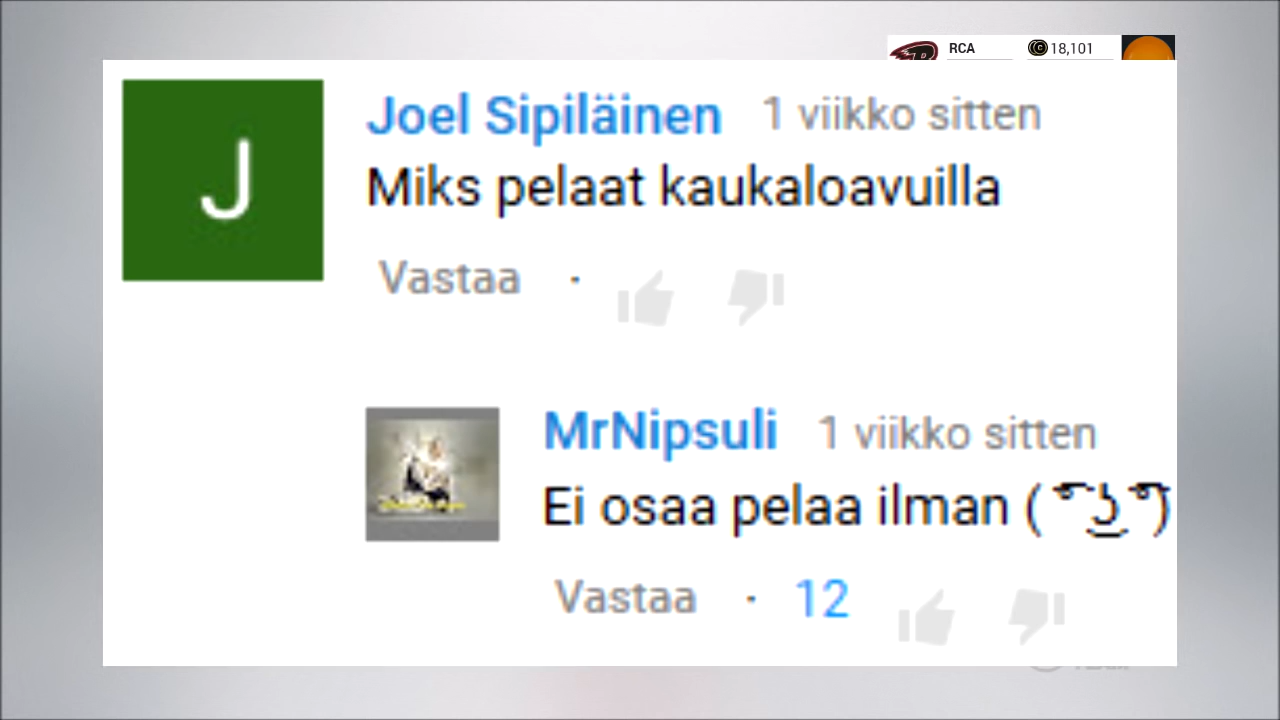 RCA 18,101
J
Joel Sipiläinen 1 viikko sitten
Miks pelaat kaukaloavuilla
Vastaa ·
MrNipsuli 1 viikko sitten
Ei osaa pelaa ilman ( ͡° ͜ʖ ͡°)
Vastaa · 12